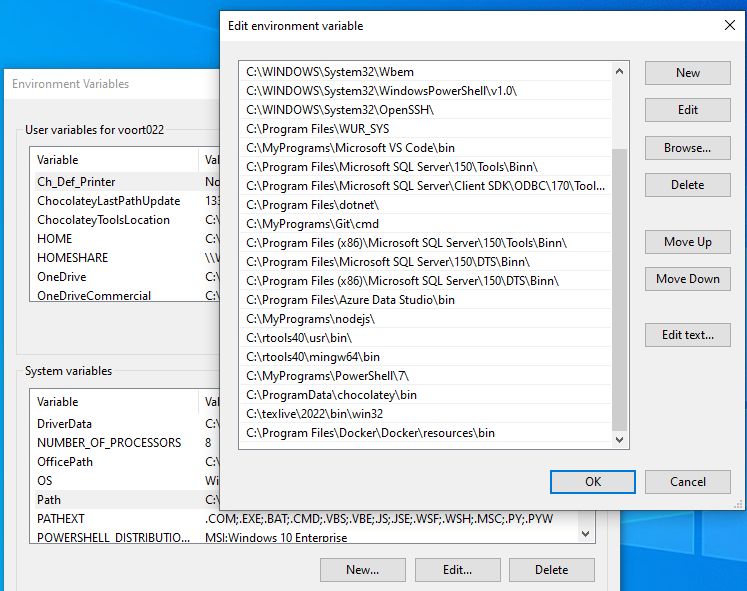 Edit environment variable
C:\WINDOWS\System32\Wbem
C:\WINDOWS\System32\WindowsPowerShell\v1.0\
C:\WINDOWS\System32\OpenSSH\
C:\Program Files\WUR_SYS
C:\MyPrograms\Microsoft VS Code\bin
C:\Program Files\Microsoft SQL Server\150\Tools\Binn\
C:\Program Files\Microsoft SQL Server\Client SDK\ODBC\170\Tool...
C:\Program Files\dotnet\
C:\MyPrograms\Git\cmd
C:\Program Files (x86)\Microsoft SQL Server\150\Tools\Binn\
C:\Program Files\Microsoft SQL Server\150\DTS\Binn\
C:\Program Files (x86)\Microsoft SQL Server\150\DTS\Binn\
C:\Program Files\Azure Data Studio\bin
C:\MyPrograms\nodejs\
C:\rtools40\usr\bin\
C:\rtools40\mingw64\bin
C:\MyPrograms\PowerShell\7\
C:\ProgramData\chocolatey\bin
C:\texlive\2022\bin\win32
C:\Program Files\Docker\Docker\resources\bin
New
Edit
Browse...
Delete
Move Up
Move Down
Edit text...
OK
Cancel
Environment Variables
User variables for voort022
Variable
Ch_Def_Printer
ChocolateyLastPathUpdate
ChocolateyToolsLocation
HOME
HOMESHARE
OneDrive
OneDriveCommercial
System variables
Variable
DriverData
NUMBER_OF_PROCESSORS 8
OfficePath
OS
Path
PATHEXT .COM;.EXE;.BAT;.CMD;.VBS;.VBE;.JS;.JSE;.WSF;.WSH;.MSC;.PY;.PYW
POWERSHELL_DISTRIBUTIO... MSI:Windows 10 Enterprise
New...
Edit...
Delete